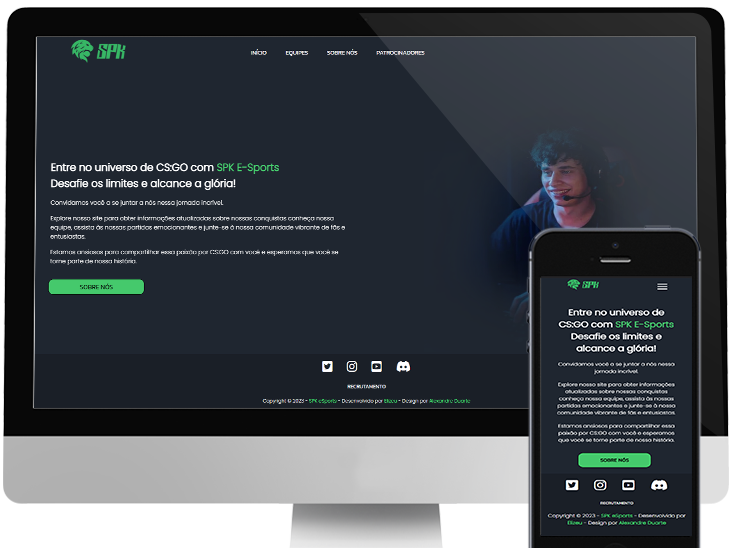 SPK
INÍCIO EQUIPES SOBRE NÓS PATROCINADORES
Entre no universo de CS:GO com SPK E-Sports
Desafie os limites e alcance a glória!
Convidamos você a se juntar a nós nessa jornada incrível.
Explore nosso site para obter informações atualizadas sobre nossas conquistas conheça nossa
equipe, assista às nossas partidas emocionantes e junte-se à nossa comunidade vibrante de fãs e
entusiastas.
Estamos ansiosos para compartilhar essa paixão por CS:GO com você e esperamos que você se
torne parte de nossa história.
SOBRE NÓS
RECRUTAMENTO
Copyright © 2023 - SPK eSports - Desenvolvido por Elizeu - Design por Alexandre Duarte
SPK
Entre no universo de
CS:GO com SPK E-Sports
Desafie os limites e
alcance a glória!
Convidamos você a se juntar a nós nessa
jornada incrível.
Explore nosso site para obter informações
atualizadas sobre nossas conquistas
conheça nossa equipe, assista às nossas
partidas emocionantes e junte-se à nossa
comunidade vibrante de fãs e entusiastas.
Estamos ansiosos para compartilhar essa
paixão por CS:GO com você e esperamos
que você se torne parte de nossa história.
SOBRE NÓS
RECRUTAMENTO
Copyright © 2023 - SPK eSports - Desenvolvido por
Elizeu - Design por Alexandre Duarte